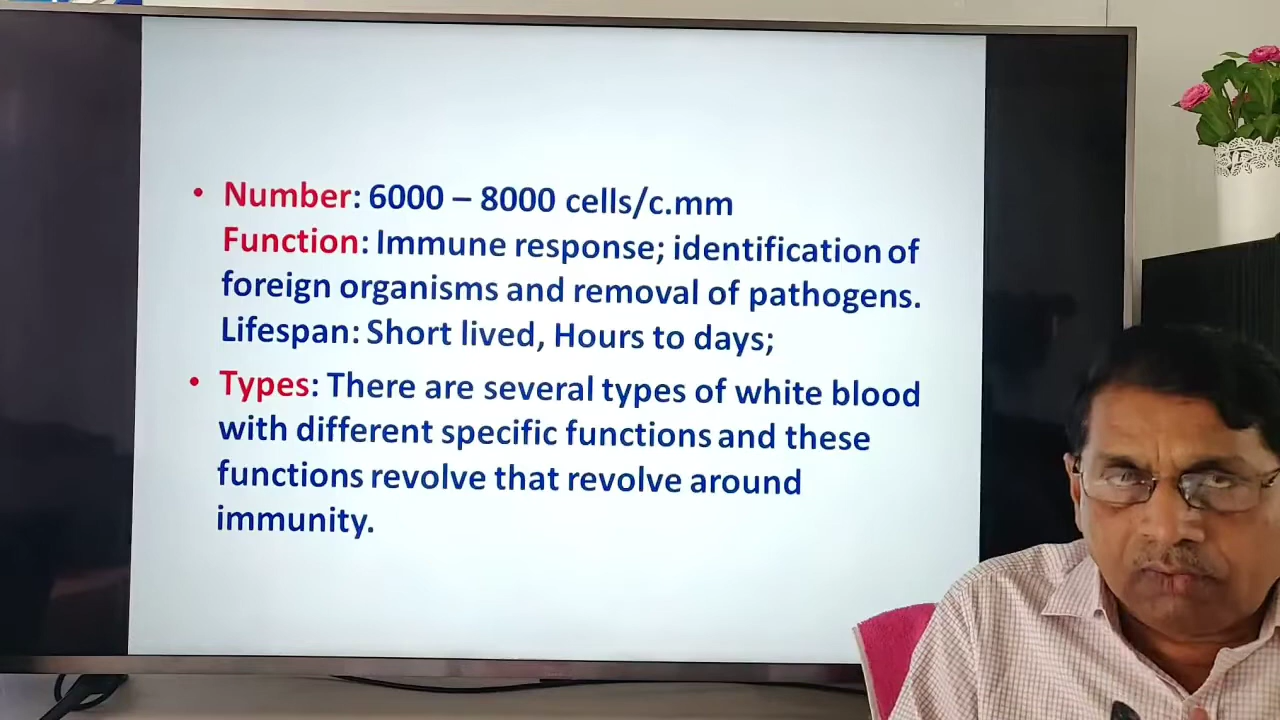 • Number: 6000 – 8000 cells/c.mm
Function: Immune response; identification of
foreign organisms and removal of pathogens.
Lifespan: Short lived, Hours to days;
• Types: There are several types of white blood
with different specific functions and these
functions revolve that revolve around
immunity.